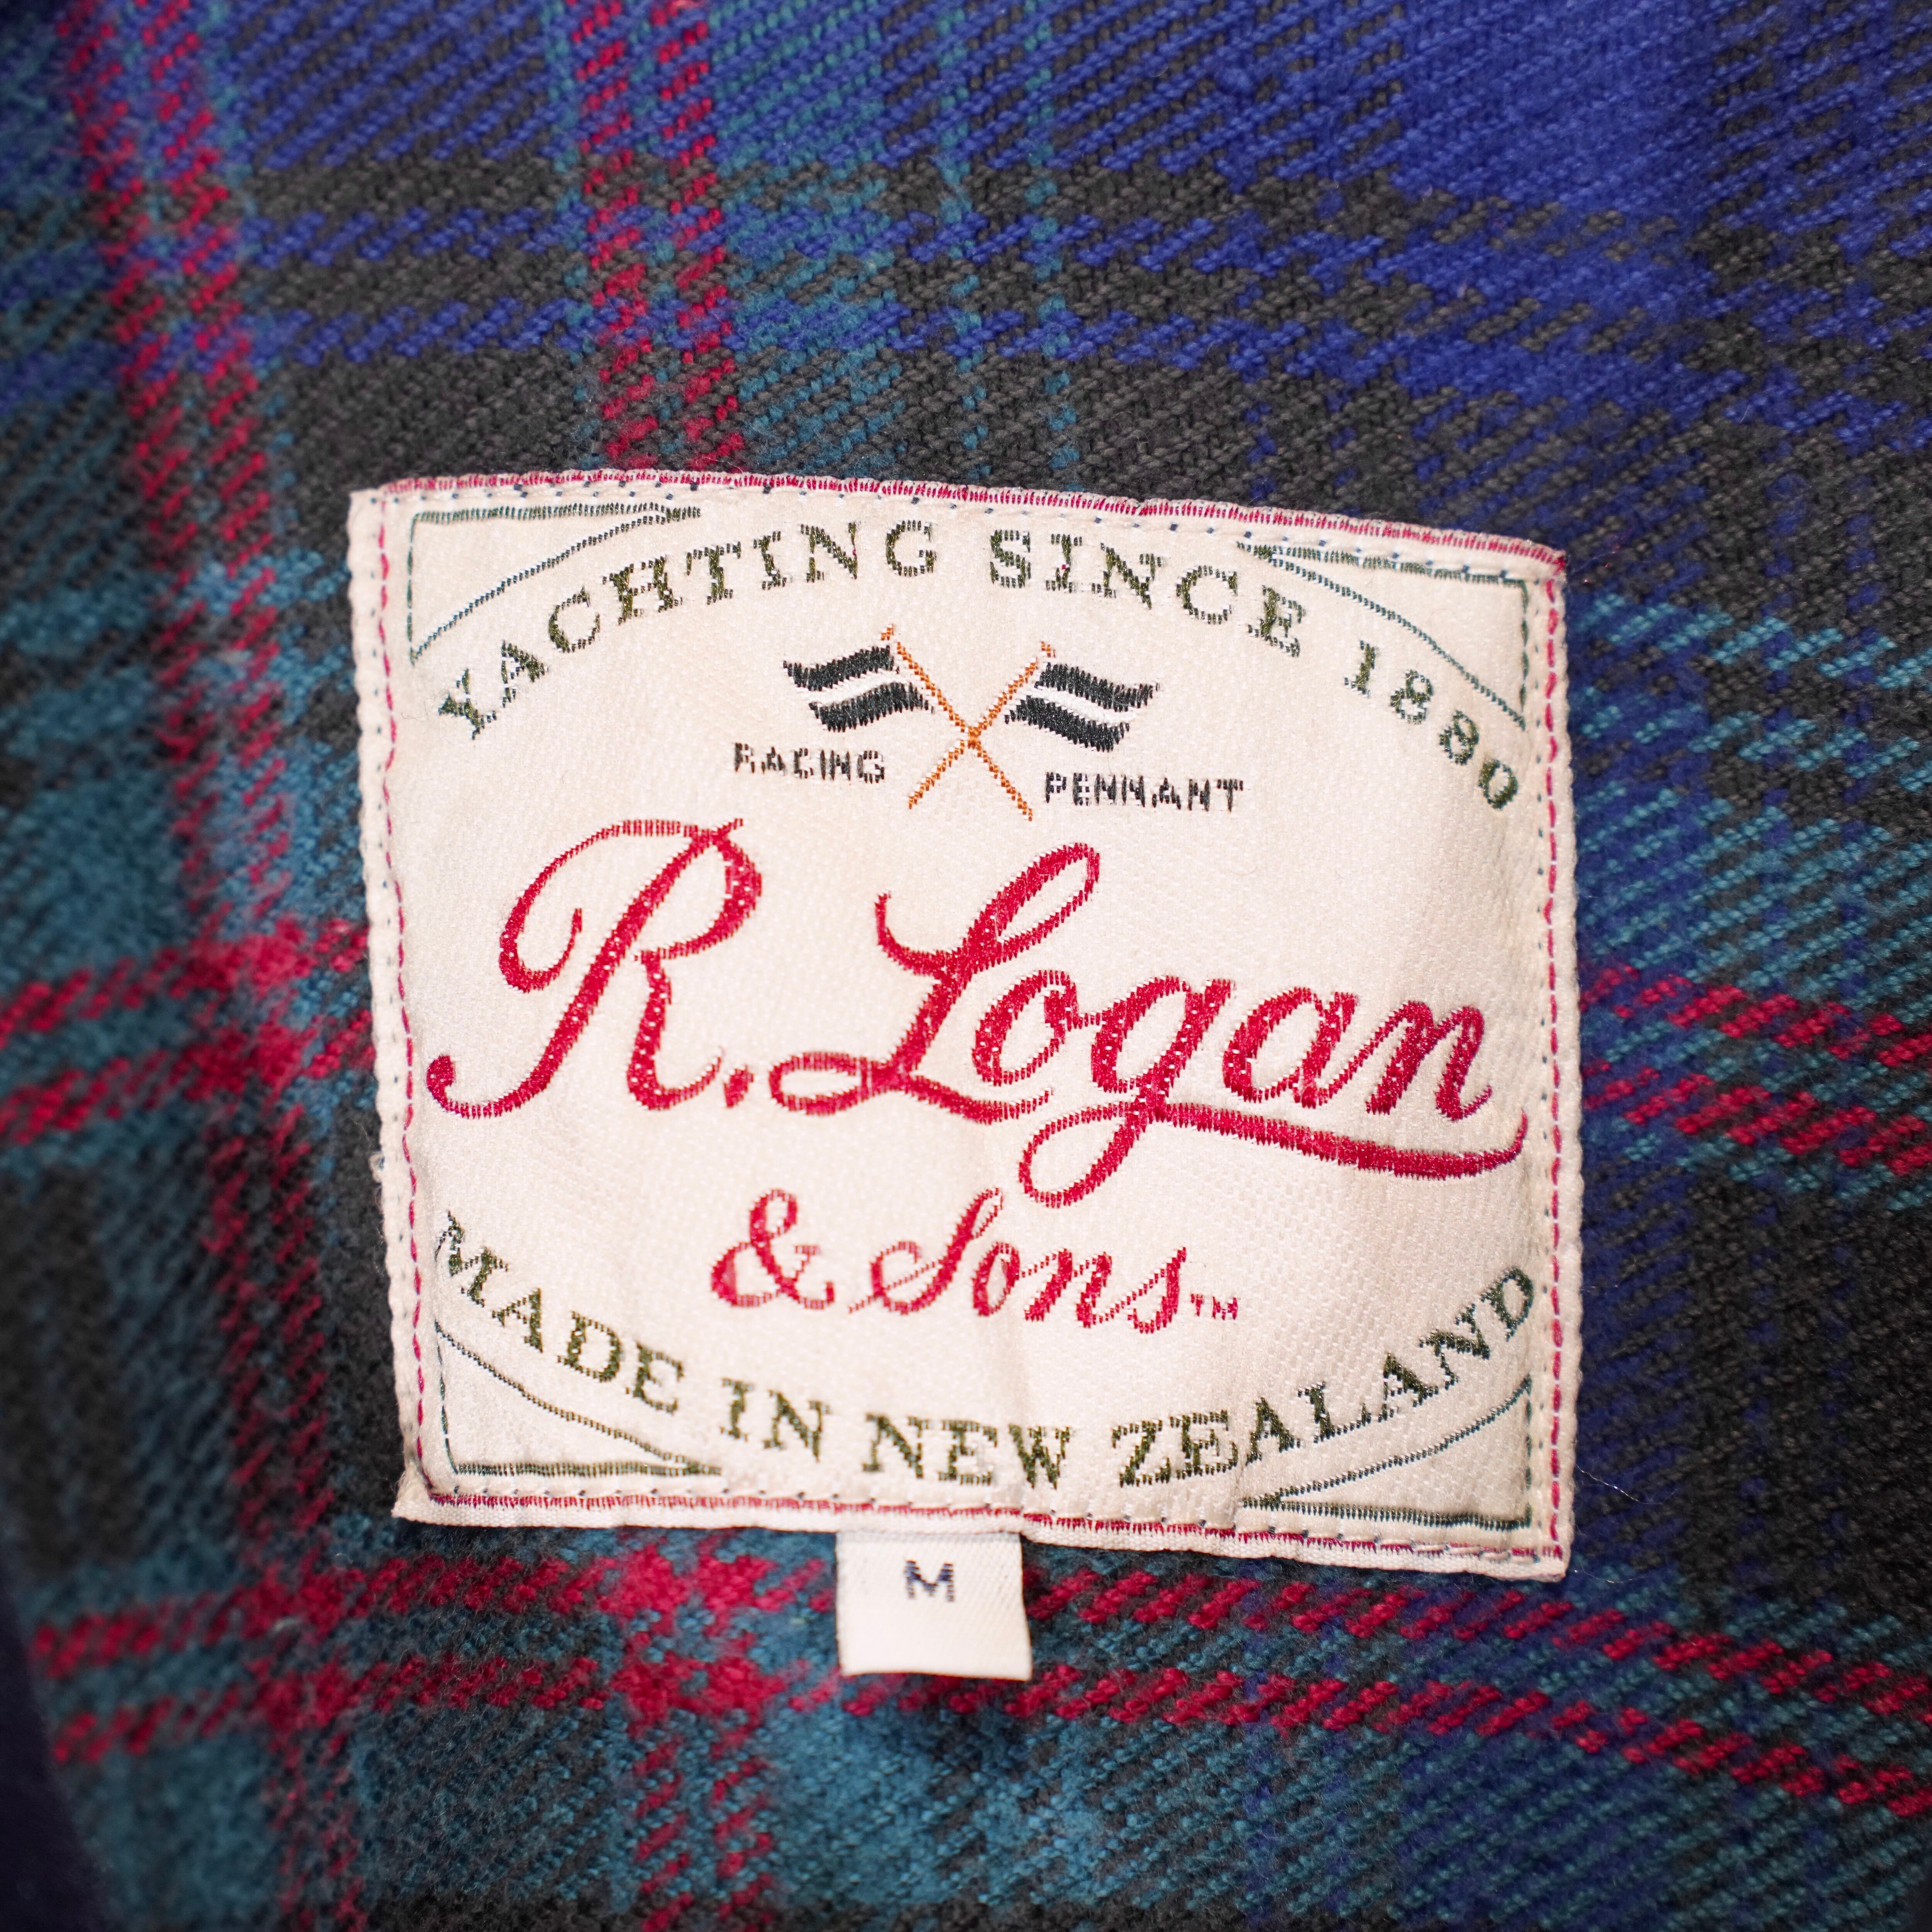 YACHTING SINCE 1880
RACING PENNANT
R. Logan
& Sons™
MADE IN NEW ZEALAND
M